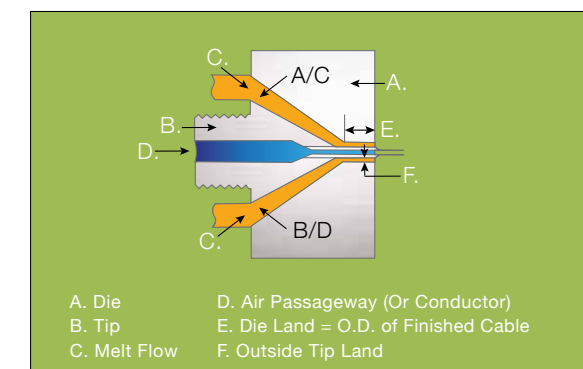 C.
A/C
A.
B.
E.
D.
F.
C.
B/D
A. Die
B. Tip
C. Melt Flow
D. Air Passageway (Or Conductor)
E. Die Land = O.D. of Finished Cable
F. Outside Tip Land